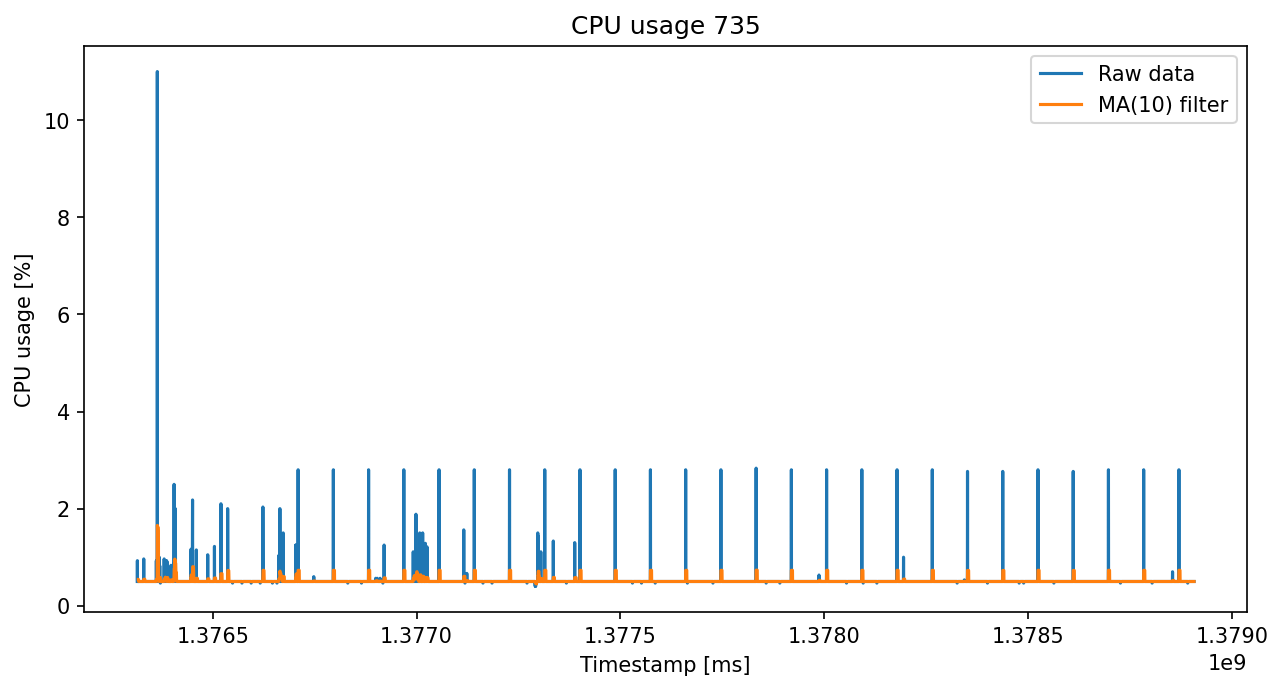 CPU usage 735
Raw data
MA(10) filter
CPU usage [%]
10
8
6
4
2
0
1.3765 1.3770 1.3775 1.3780 1.3785 1.3790
1e9
Timestamp [ms]